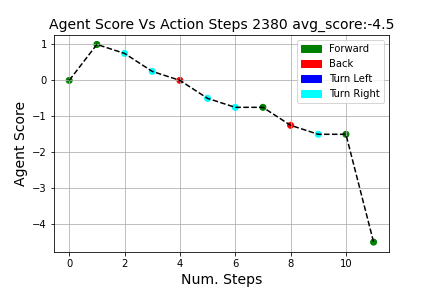 Agent Score Vs Action Steps 2380 avg_score:-4.5
Agent Score
1
0
−1
−2
−3
−4
Forward
Back
Turn Left
Turn Right
0 2 4 6 8 10
Num. Steps